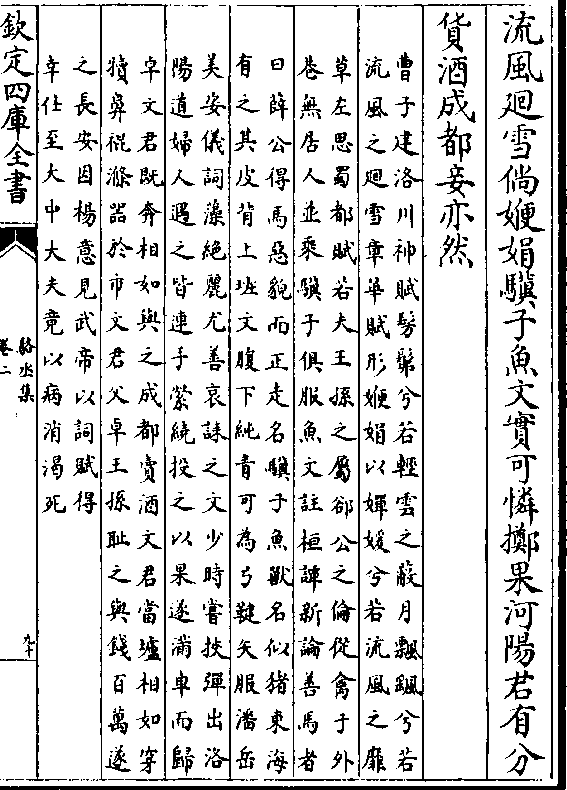 流風廻雪倘㛹娟驥子魚文實可憐擲果河陽君有分
貨酒成都妾亦然
曹子建洛川神賦髣髴兮若輕雲之蔽月飄颻兮若
流風之廻雪章華賦形㛹娟以嬋媛兮若流風之靡
草左思蜀都賦若夫王孫之屬郤公之倫從禽于外
巷無居人並乘驥子俱服魚文註桓譚新論善馬者
曰薛公得馬惡貌而正走名驥子魚獸名似猪東海
有之其皮背上班文腹下純青可為弓鞬矢服潘岳
美姿儀詞藻絶麗尤善哀誄之文少時嘗挾彈出洛
陽道婦人遇之皆連手縈繞投之以果遂滿車而歸
卓文君既奔相如與之成都賣酒文君當壚相如穿
犢鼻裩滌器於市文君父卓王孫耻之與錢百萬遂
之長安因楊意見武帝以詞賦得
幸仕至大中大夫竟以病消渴死
欽定四庫全書
駱丞集
卷二
九十